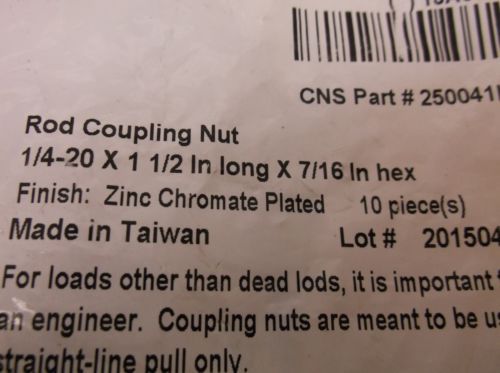 CNS Part # 250041
Rod Coupling Nut
1/4-20 X 1 1/2 In long X 7/16 In hex
Finish: Zinc Chromate Plated 10 piece(s)
Made in Taiwan Lot # 201504
For loads other than dead lods, it is important
an engineer. Coupling nuts are meant to be
straight-line pull only.